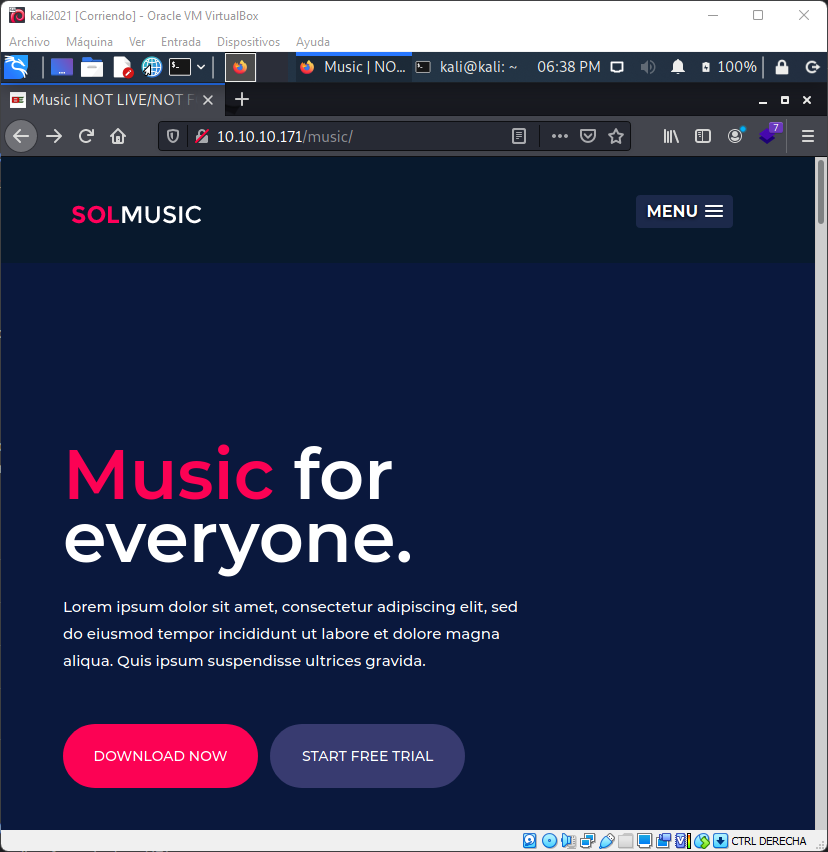 kali2021 [Corriendo] - Oracle VM VirtualBox
Archivo Máquina Ver Entrada Dispositivos Ayuda
Music | NO... kali@kali: ~ 06:38 PM 100%
Music | NOT LIVE/NOT F
10.10.10.171/music/ 7
SOLMUSIC MENU
Music for
everyone.
Lorem ipsum dolor sit amet, consectetur adipiscing elit, sed
do eiusmod tempor incididunt ut labore et dolore magna
aliqua. Quis ipsum suspendisse ultrices gravida.
DOWNLOAD NOW START FREE TRIAL
CTRL DERECHA